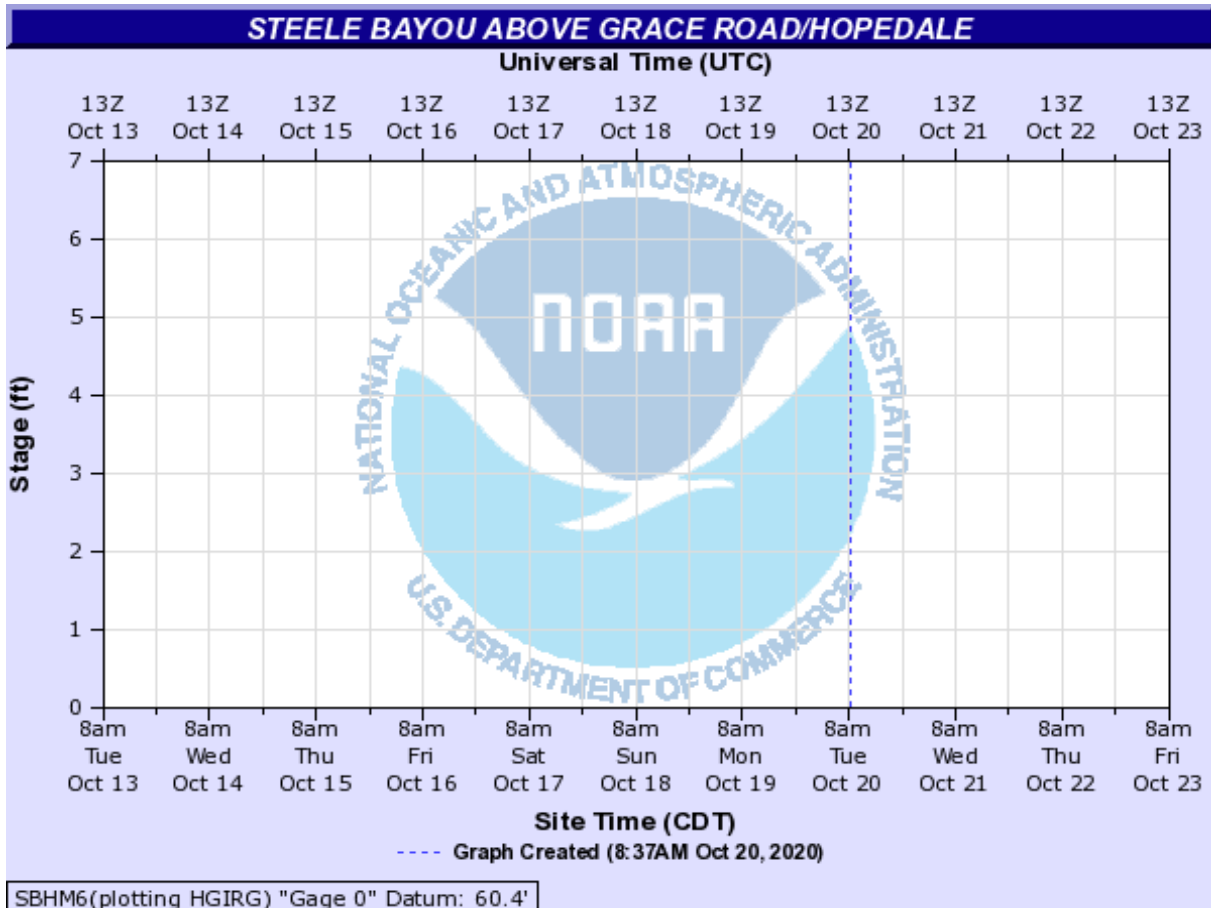 STEELE BAYOU ABOVE GRACE ROAD/HOPEDALE
Universal Time (UTC)
13Z 13Z 13Z 13Z 13Z 13Z 13Z 13Z 13Z 13Z 13Z
Oct 13 Oct 14 Oct 15 Oct 16 Oct 17 Oct 18 Oct 19 Oct 20 Oct 21 Oct 22 Oct 23
7
6
5
4
3
2
1
0
Stage (ft)
NATIONAL OCEANIC AND ATMOSPHERIC ADMINISTRATION
NOAA
U.S. DEPARTMENT OF COMMERCE
8am 8am 8am 8am 8am 8am 8am 8am 8am 8am 8am
Tue Wed Thu Fri Sat Sun Mon Tue Wed Thu Fri
Oct 13 Oct 14 Oct 15 Oct 16 Oct 17 Oct 18 Oct 19 Oct 20 Oct 21 Oct 22 Oct 23
Site Time (CDT)
---- Graph Created (8:37AM Oct 20, 2020)
SBHM6(plotting HGIRG) "Gage 0" Datum: 60.4'